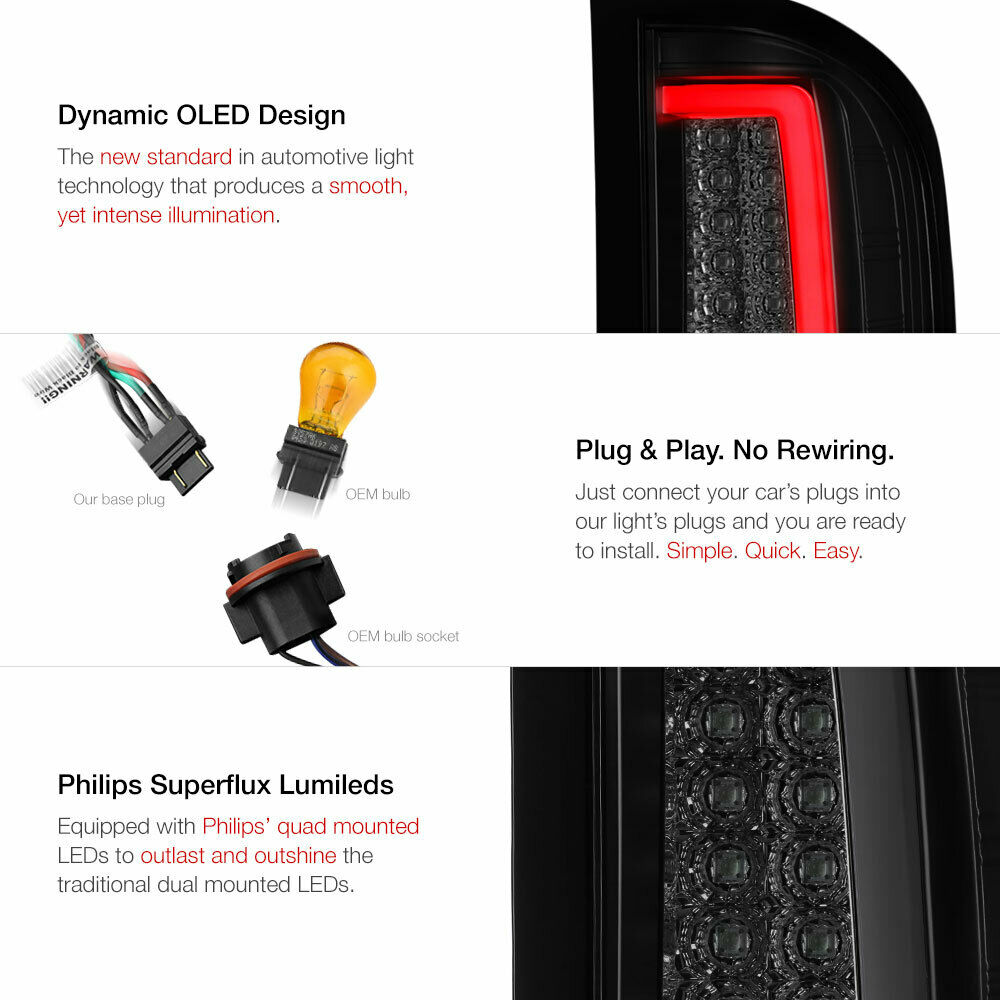 Dynamic OLED Design
The new standard in automotive light
technology that produces a smooth,
yet intense illumination.
WARNING!!
Our base plug
OEM bulb
OEM bulb socket
Plug & Play. No Rewiring.
Just connect your car's plugs into
our light's plugs and you are ready
to install. Simple. Quick. Easy.
Philips Superflux Lumileds
Equipped with Philips' quad mounted
LEDs to outlast and outshine the
traditional dual mounted LEDs.